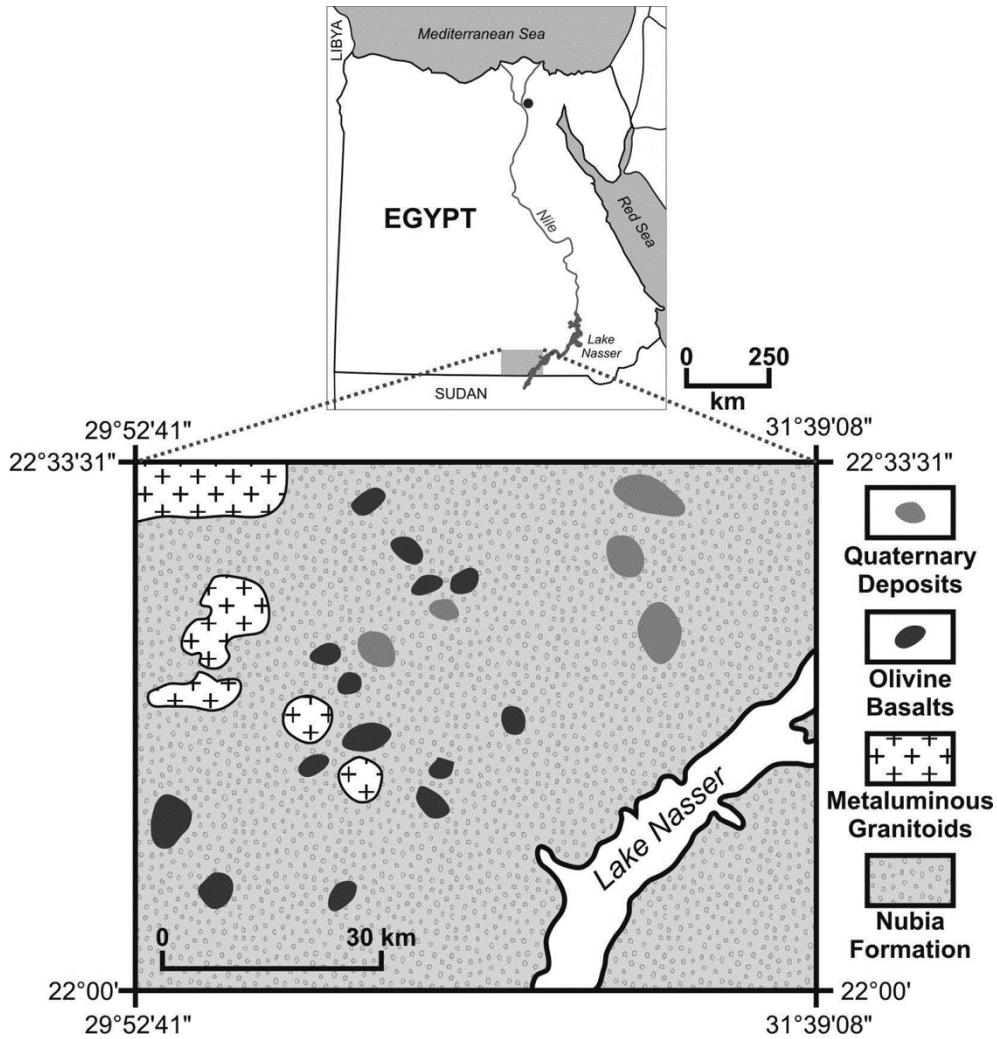 Mediterranean Sea
LIBYA
EGYPT
Nile
Red Sea
Lake
Nasser
SUDAN
0 250
km
29°52'41" 31°39'08"
22°33'31" 22°33'31"
Quaternary
Deposits
Olivine
Basalts
Metaluminous
Granitoids
Nubia
Formation
Lake Nasser
0 30 km
22°00' 22°00'
29°52'41" 31°39'08"